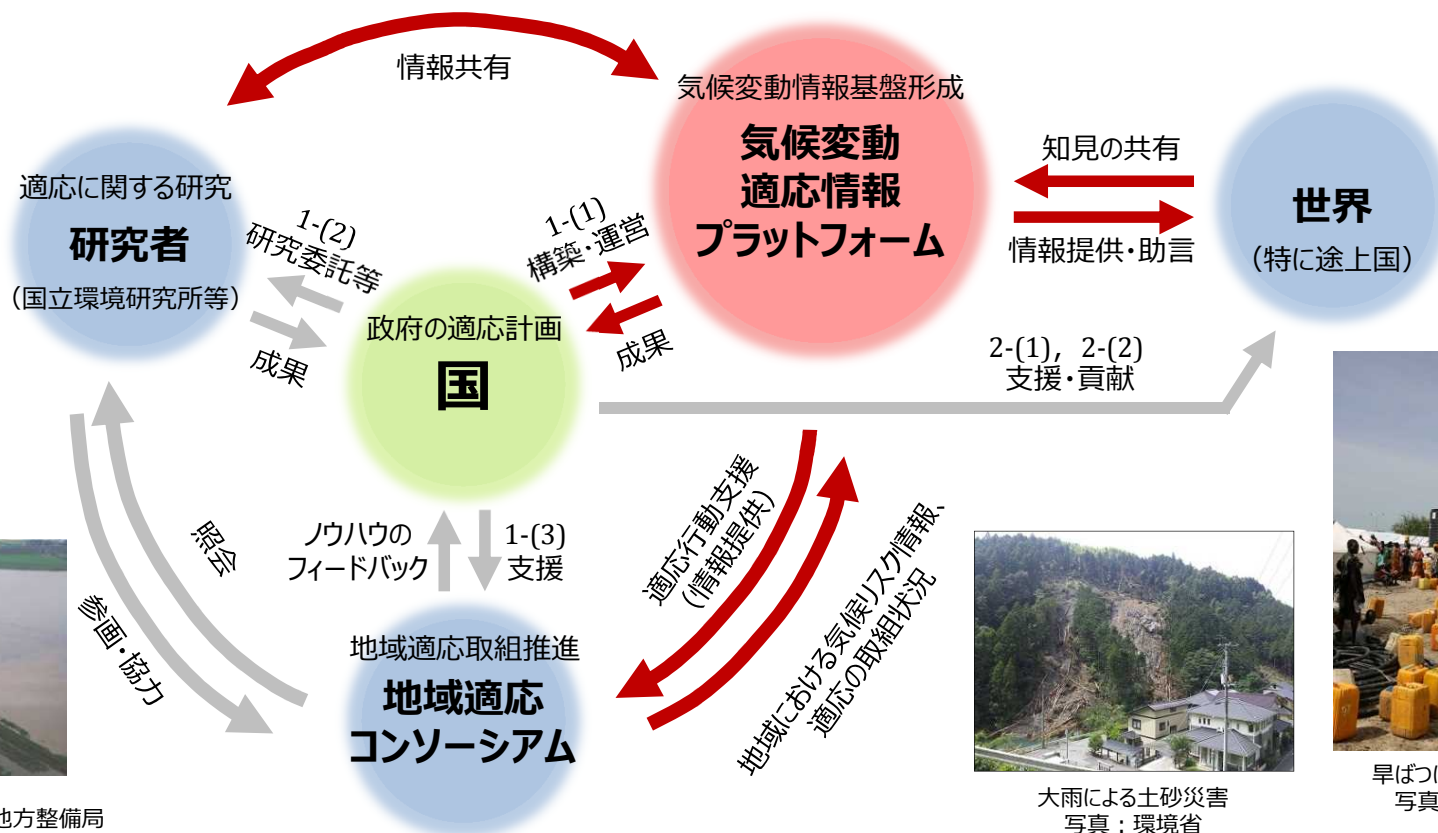 情報共有
気候変動情報基盤形成
気候変動
適応情報
プラットフォーム
知見の共有
情報提供・助言
世界
（特に途上国）
適応に関する研究
研究者
（国立環境研究所等）
1-(2)
研究委託等
成果
1-(1)
構築・運営
成果
政府の適応計画
国
2-(1), 2-(2)
支援・貢献
照会
参画・協力
ノウハウの
フィードバック
1-(3)
支援
適応行動支援
(情報提供)
地域における気候リスク情報、
適応の取組状況
地域適応取組推進
地域適応
コンソーシアム
大雨による土砂災害
写真：環境省
旱ばつ
写真
地方整備局